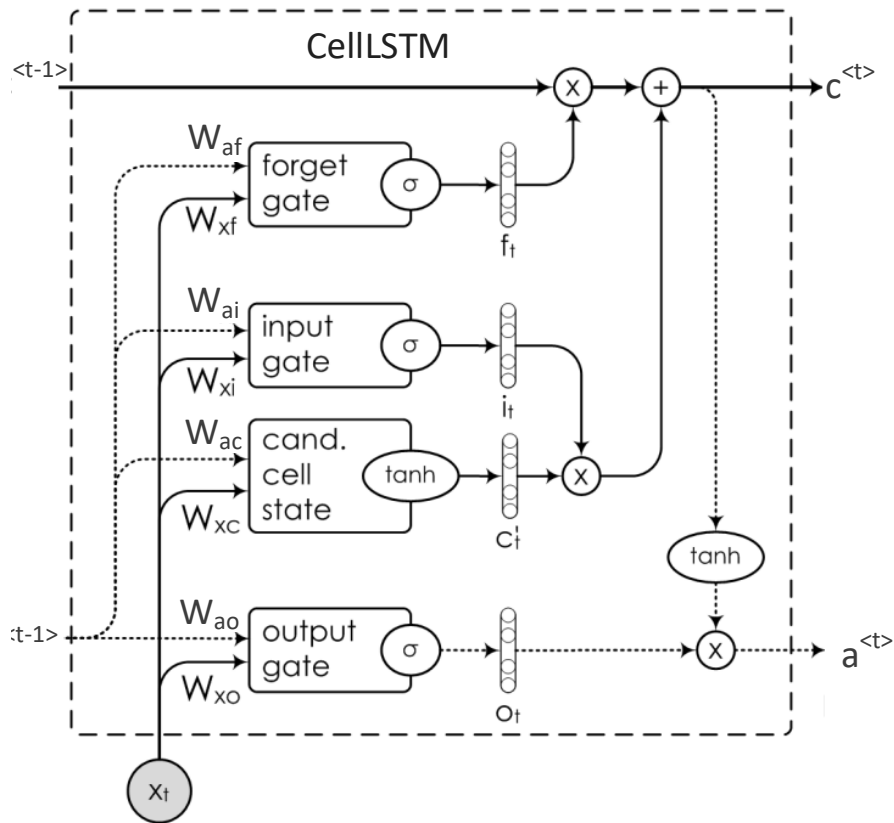 CellLSTM
<t-1>
x
+
c<t>
Waf
forget
gate
σ
Wxf
ft
Wai
input
gate
σ
Wxi
it
Wac
cand.
cell
state
tanh
x
Wxc
c't
tanh
<t-1>
Wao
output
gate
σ
x
a<t>
Wxo
ot
xt